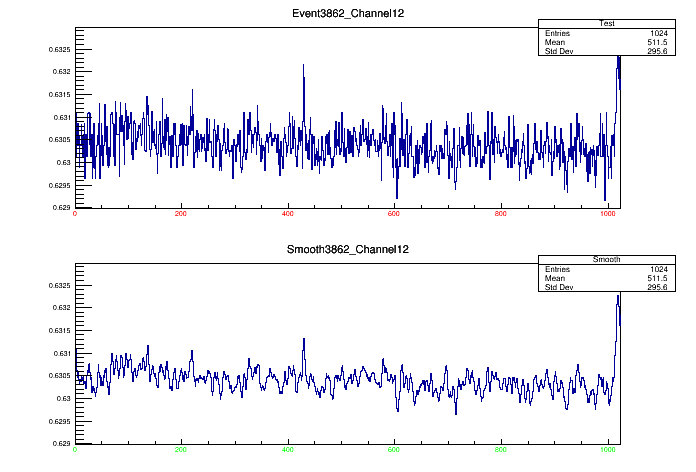 Event3862_Channel12
Test
Entries 1024
Mean 511.5
Std Dev 295.6
0.6325
0.632
0.6315
0.631
0.6305
0.63
0.6295
0.629
0 200 400 600 800 1000
Smooth3862_Channel12
Smooth
Entries 1024
Mean 511.5
Std Dev 295.6
0.6325
0.632
0.6315
0.631
0.6305
0.63
0.6295
0.629
0 200 400 600 800 1000